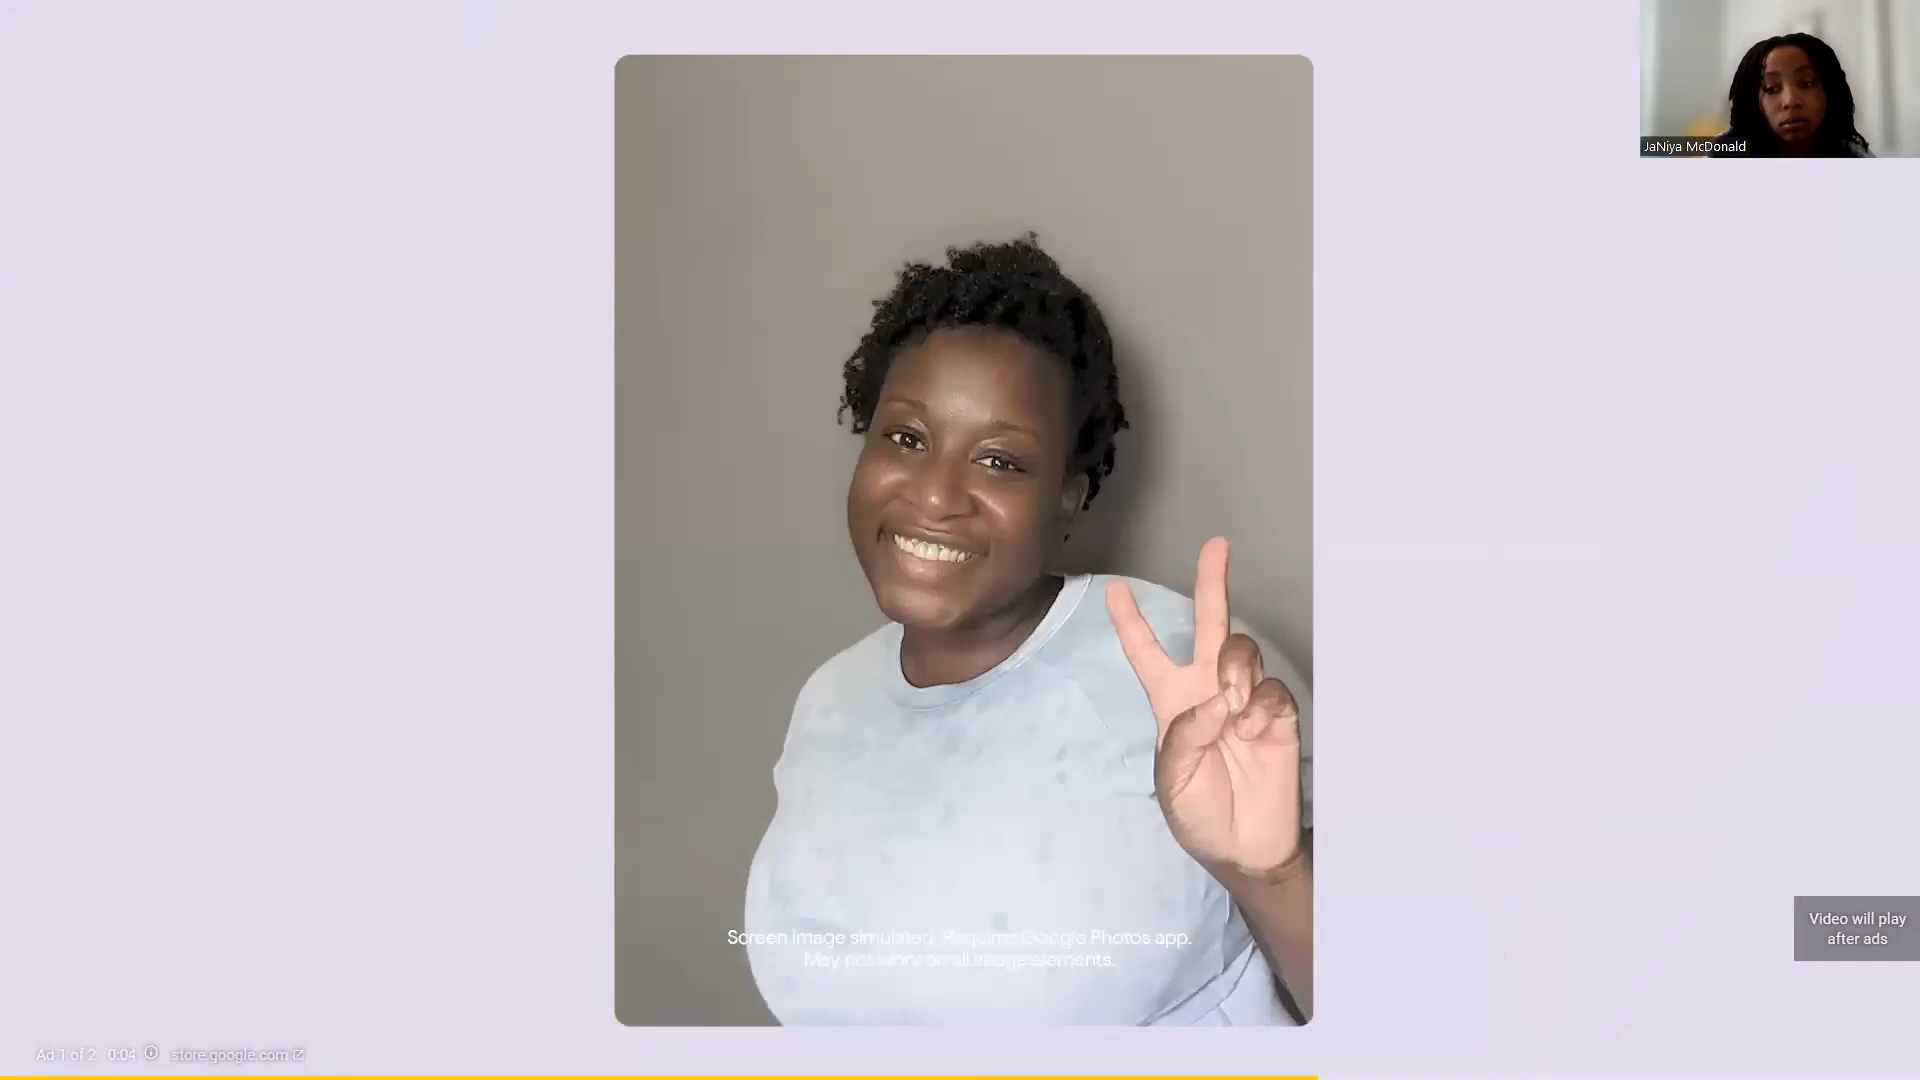 JaNiya McDonald
Screen image simulated. Requires Google Photos app.
May not work on all image elements.
Video will play
after ads
Ad 1 of 2 0:04 store.google.com